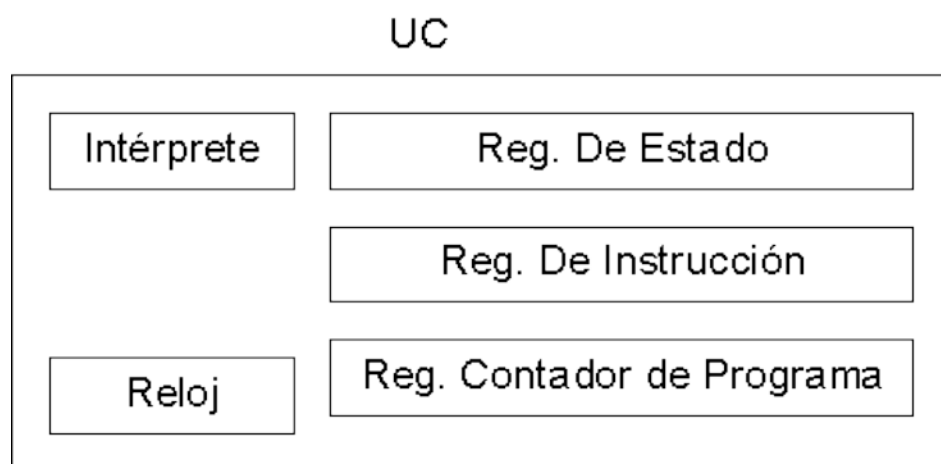 UC
Intérprete
Reg. De Estado
Reg. De Instrucción
Reloj
Reg. Contador de Programa